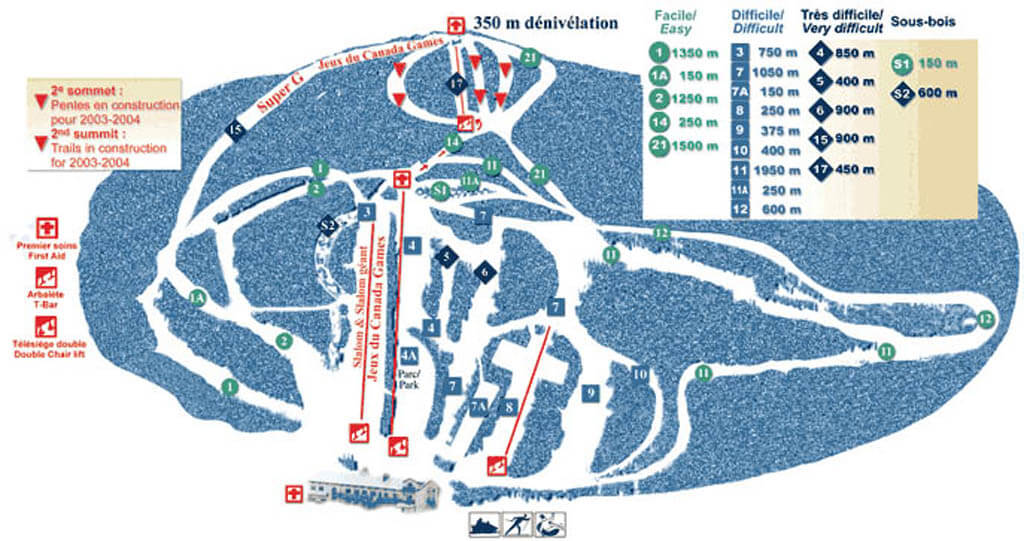 350 m dénivélation
Facile/
Easy
1 1350 m
1A 150 m
2 1250 m
14 250 m
21 1500 m
Difficile/
Difficult
3 750 m
7 1050 m
7A 150 m
8 250 m
9 375 m
10 400 m
11 1950 m
11A 250 m
12 600 m
Très difficile/
Very difficult
4 850 m
5 400 m
6 900 m
15 900 m
17 450 m
Sous-bois
S1 150 m
S2 600 m
2e sommet :
Pentes en construction
pour 2003-2004
2nd summit :
Trails in construction
for 2003-2004
Premier soins
First Aid
Arbalète
T-Bar
Télésiège double
Double Chair lift
Super G Jeux du Canada Games
21
17
15
14
1
11
2
11A
21
S1
S2
3
7
12
4
11
5
6
1A
7
12
4
2
11
4A
Parc/
Park
Slalom & Slalom géant
Jeux du Canada Games
10
11
1
7
9
7A
8